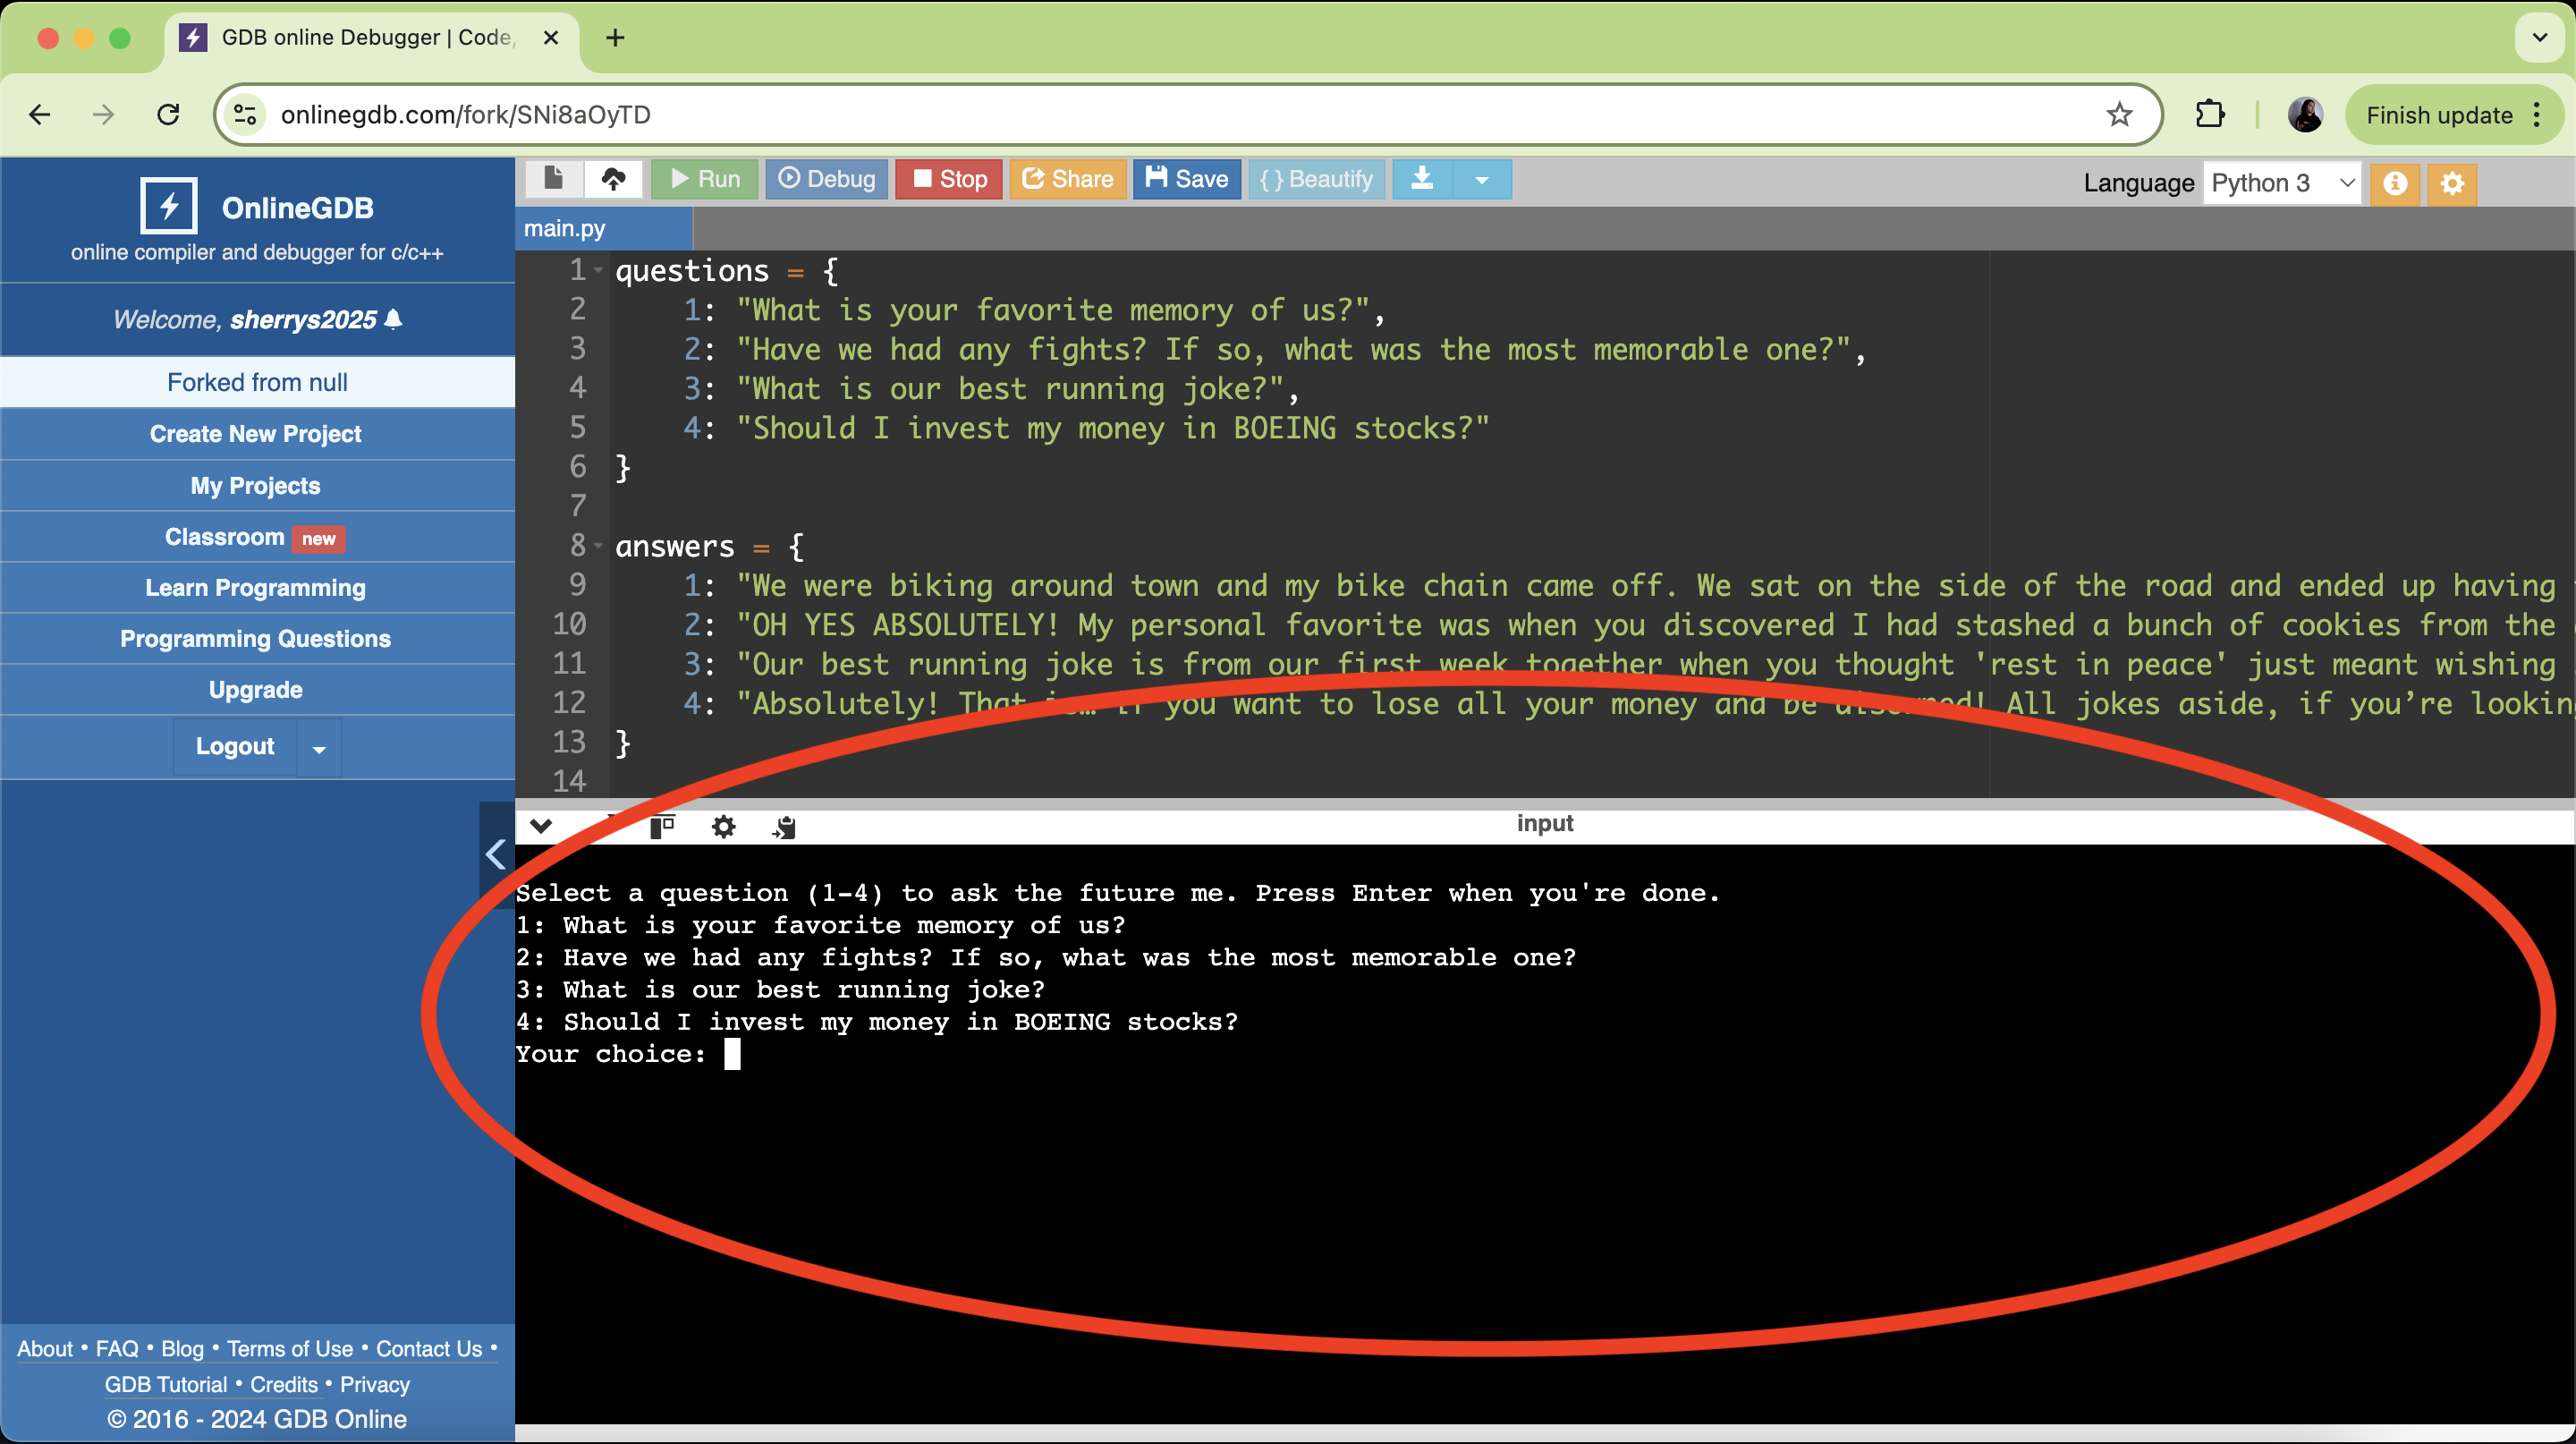 GDB online Debugger | Code,
onlinegdb.com/fork/SNi8aOyTD
Finish update
OnlineGDB
online compiler and debugger for c/c++
Welcome, sherrys2025
Forked from null
Create New Project
My Projects
Classroom new
Learn Programming
Programming Questions
Upgrade
Logout
About • FAQ • Blog • Terms of Use • Contact Us •
GDB Tutorial • Credits • Privacy
© 2016 - 2024 GDB Online
Run Debug Stop Share Save { } Beautify
Language Python 3
main.py
1 questions = {
2 1: "What is your favorite memory of us?",
3 2: "Have we had any fights? If so, what was the most memorable one?",
4 3: "What is our best running joke?",
5 4: "Should I invest my money in BOEING stocks?"
6 }
7
8 answers = {
9 1: "We were biking around town and my bike chain came off. We sat on the side of the road and ended up having
10 2: "OH YES ABSOLUTELY! My personal favorite was when you discovered I had stashed a bunch of cookies from the
11 3: "Our best running joke is from our first week together when you thought 'rest in peace' just meant wishing
12 4: "Absolutely! That is… if you want to lose all your money and be! All jokes aside, if you’re lookin
13 }
14
input
Select a question (1-4) to ask the future me. Press Enter when you're done.
1: What is your favorite memory of us?
2: Have we had any fights? If so, what was the most memorable one?
3: What is our best running joke?
4: Should I invest my money in BOEING stocks?
Your choice: